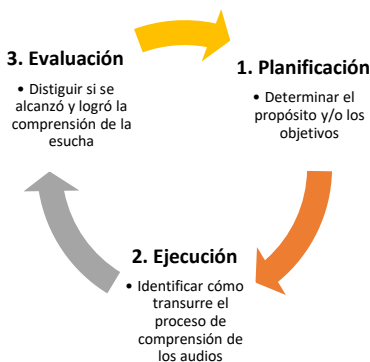 3. Evaluación
• Distiguir si se
alcanzó y logró la
comprensión de la
esucha
1. Planificación
• Determinar el
propósito y/o los
objetivos
2. Ejecución
• Identificar cómo
transurre el
proceso de
comprensión de
los audios